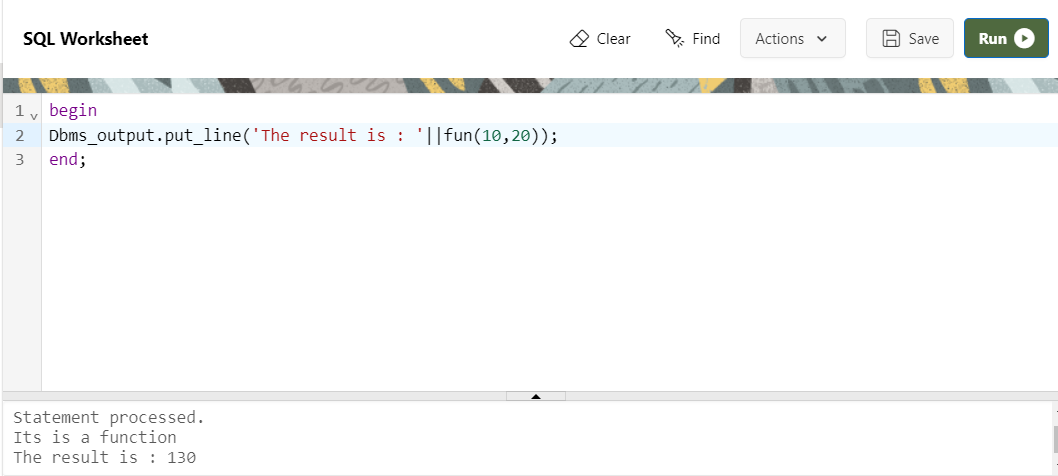 SQL Worksheet
Clear
Find
Actions
Save
Run
1 begin
2 Dbms_output.put_line('The result is : '||fun(10,20));
3 end;
Statement processed.
Its is a function
The result is : 130